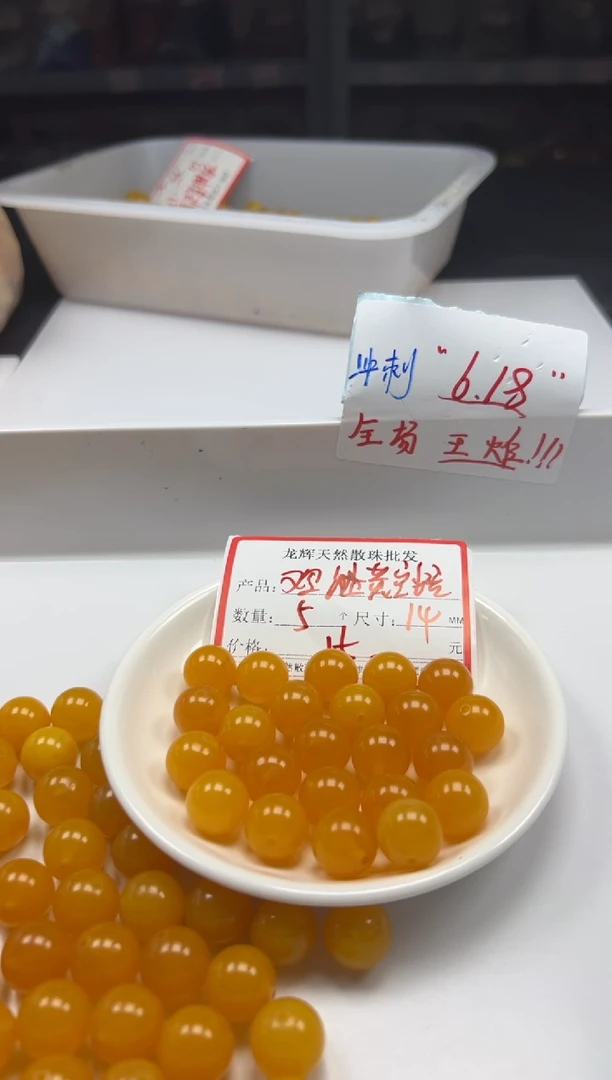 冲刺 "6.18"
全场 王炸!!!
龙辉天然散珠批发
产品:
数量: 5 个 尺寸: 14 MM
价格: 元